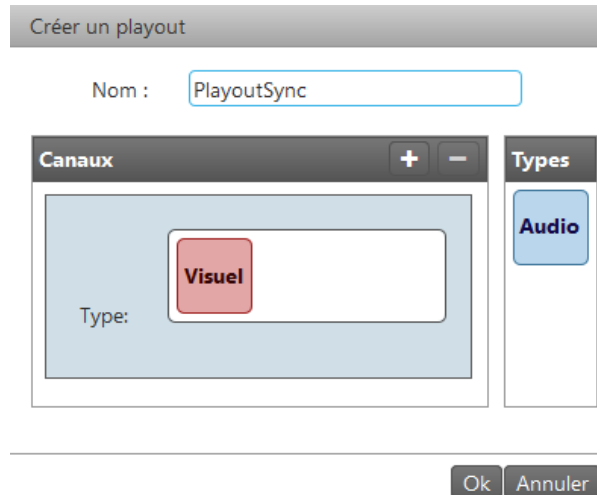 Créer un playout
Nom : PlayoutSync
Canaux + −
Types
Visuel
Audio
Type:
Ok Annuler